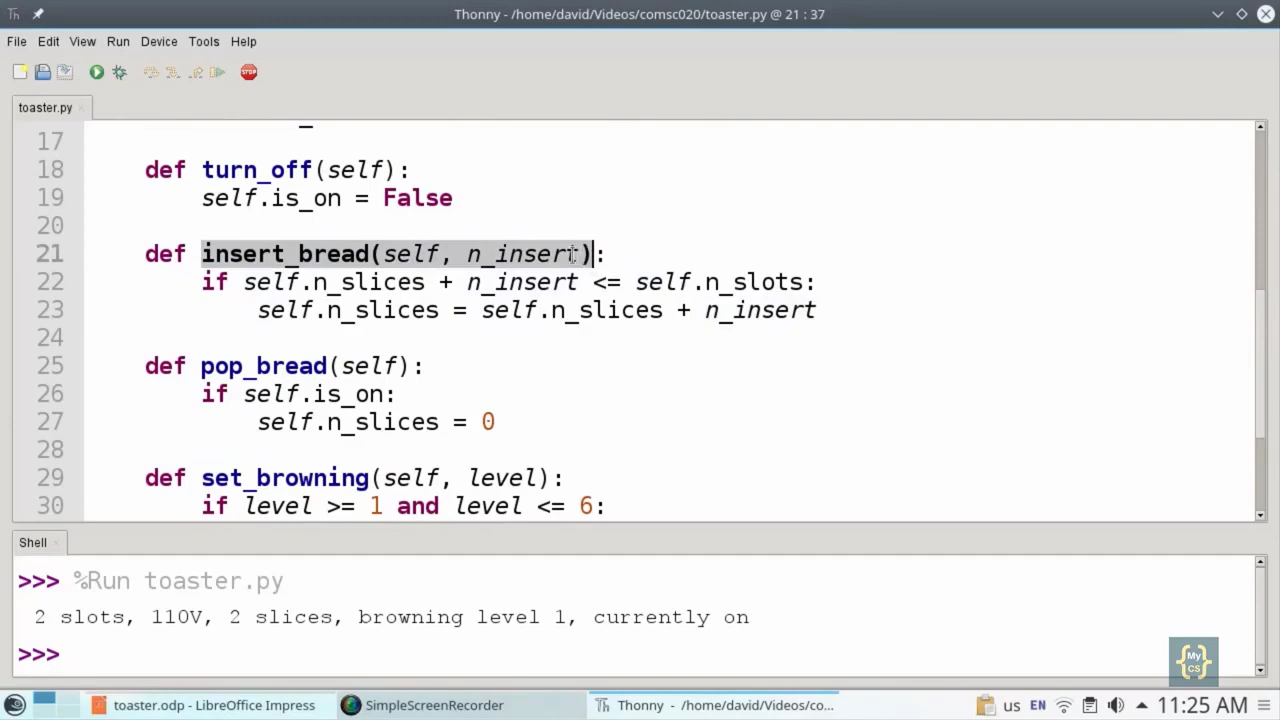 Th Thonny - /home/david/Videos/comsc020/toaster.py @ 21 : 37
File Edit View Run Device Tools Help
STOP
toaster.py
17
18 def turn_off(self):
19 self.is_on = False
20
21 def insert_bread(self, n_insert):
22 if self.n_slices + n_insert <= self.n_slots:
23 self.n_slices = self.n_slices + n_insert
24
25 def pop_bread(self):
26 if self.is_on:
27 self.n_slices = 0
28
29 def set_browning(self, level):
30 if level >= 1 and level <= 6:
Shell
>>> %Run toaster.py
2 slots, 110V, 2 slices, browning level 1, currently on
>>>
{My CS}
toaster.odp - LibreOffice Impress SimpleScreenRecorder Th Thonny - /home/david/Videos/co... us EN 11:25 AM